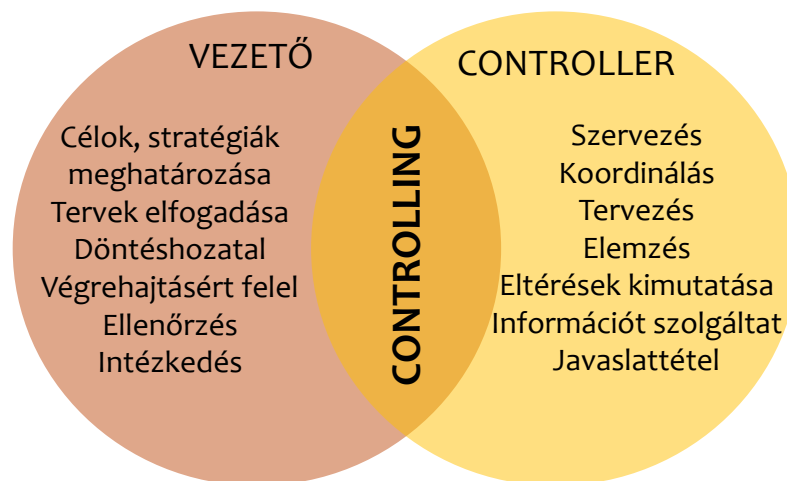 VEZETŐ
Célok, stratégiák
meghatározása
Tervek elfogadása
Döntéshozatal
Végrehajtásért felel
Ellenőrzés
Intézkedés
CONTROLLING
CONTROLLER
Szervezés
Koordinálás
Tervezés
Elemzés
Eltérések kimutatása
Információt szolgáltat
Javaslattétel